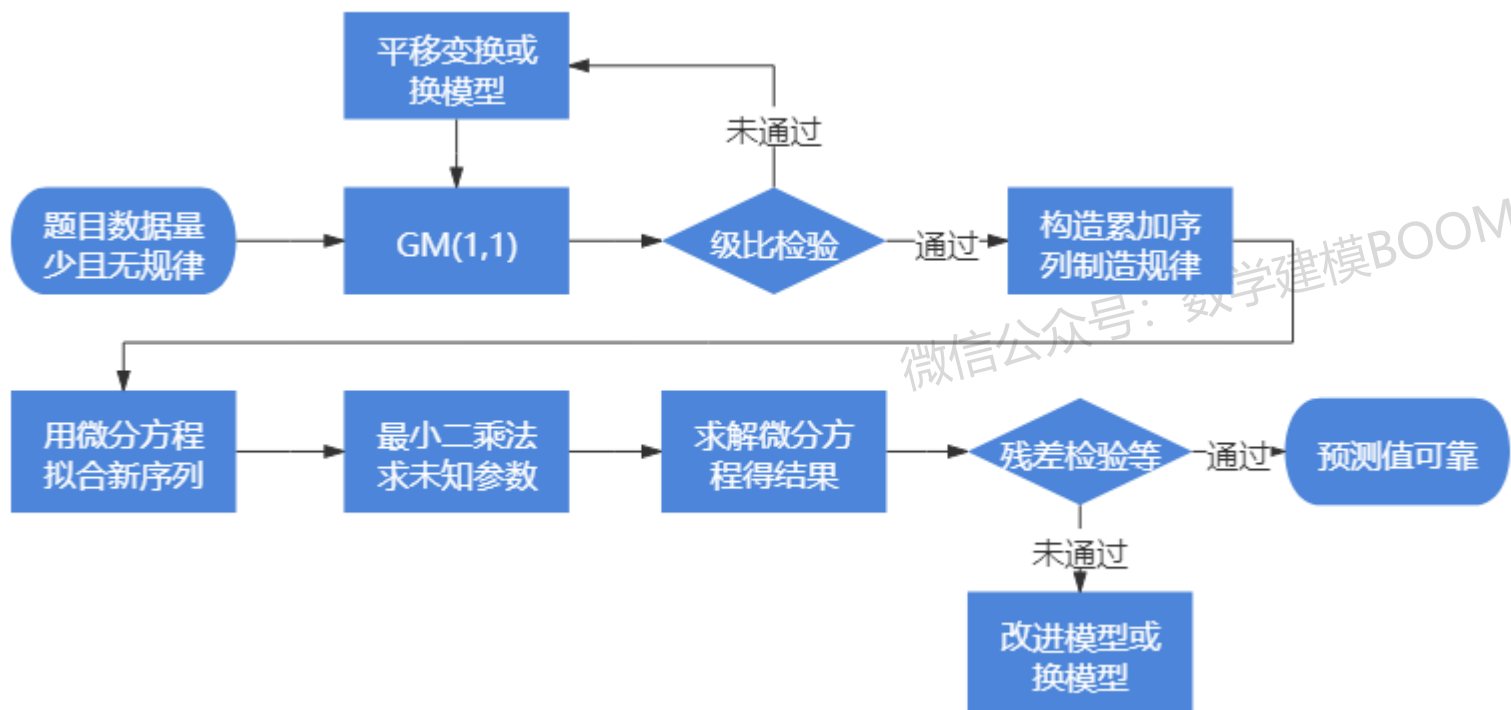 平移变换或
换模型
未通过
题目数据量
少且无规律
GM(1,1)
级比检验
通过
构造累加序
列制造规律
微信公众号：数学建模BOOM
用微分方程
拟合新序列
最小二乘法
求未知参数
求解微分方
程得结果
残差检验等
通过
预测值可靠
未通过
改进模型或
换模型